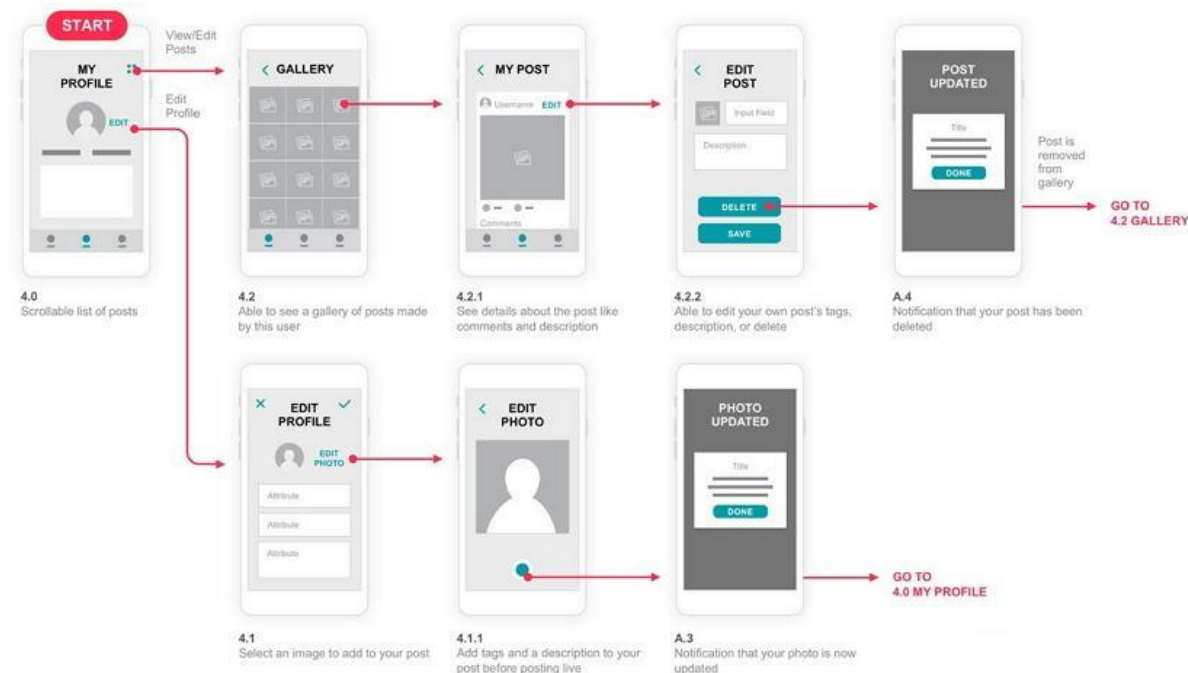 START
View/Edit
Posts
Edit
Profile
MY
PROFILE
EDIT
4.0
Scrollable list of posts
GALLERY
4.2
Able to see a gallery of posts made
by this user
MY POST
Username EDIT
Comments
4.2.1
See details about the post like
comments and description
EDIT
POST
Input Field
Description
DELETE
SAVE
4.2.2
Able to edit your own post's tags,
description, or delete
POST
UPDATED
Title
DONE
A.4
Notification that your post has been
deleted
Post is
removed
from
gallery
GO TO
4.2 GALLERY
EDIT
PROFILE
EDIT
PHOTO
Attribute
Attribute
Attribute
4.1
Select an image to add to your post
EDIT
PHOTO
4.1.1
Add tags and a description to your
post before posting live
PHOTO
UPDATED
Title
DONE
A.3
Notification that your photo is now
updated
GO TO
4.0 MY PROFILE